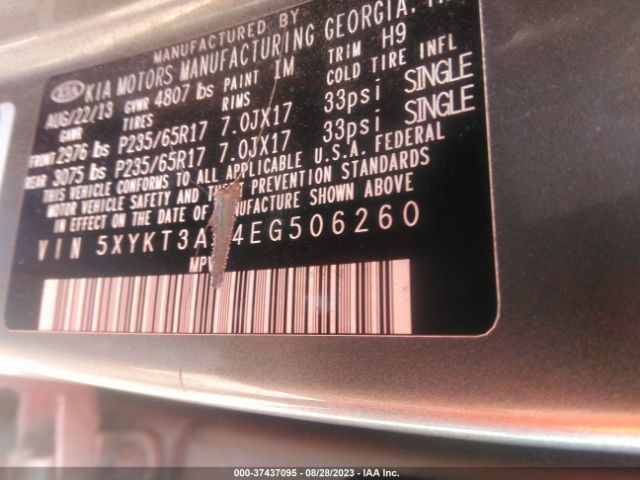 MANUFACTURED BY
KIA KIA MOTORS MANUFACTURING GEORGIA,
AUG/22/13 GVWR 4807 lbs PAINT IM TRIM H9
GAWR TIRES RIMS COLD TIRE INFL
FRONT 2976 lbs P235/65R17 7.0JX17 33psi SINGLE
REAR 3075 lbs P235/65R17 7.0JX17 33psi SINGLE
THIS VEHICLE CONFORMS TO ALL APPLICABLE U.S.A. FEDERAL
MOTOR VEHICLE SAFETY AND PREVENTION STANDARDS
IN EFFECT ON THE DATE OF MANUFACTURE SHOWN ABOVE
VIN 5XYKT3A 4EG506260
MPV
000-37437095 - 08/28/2023 - IAA Inc.